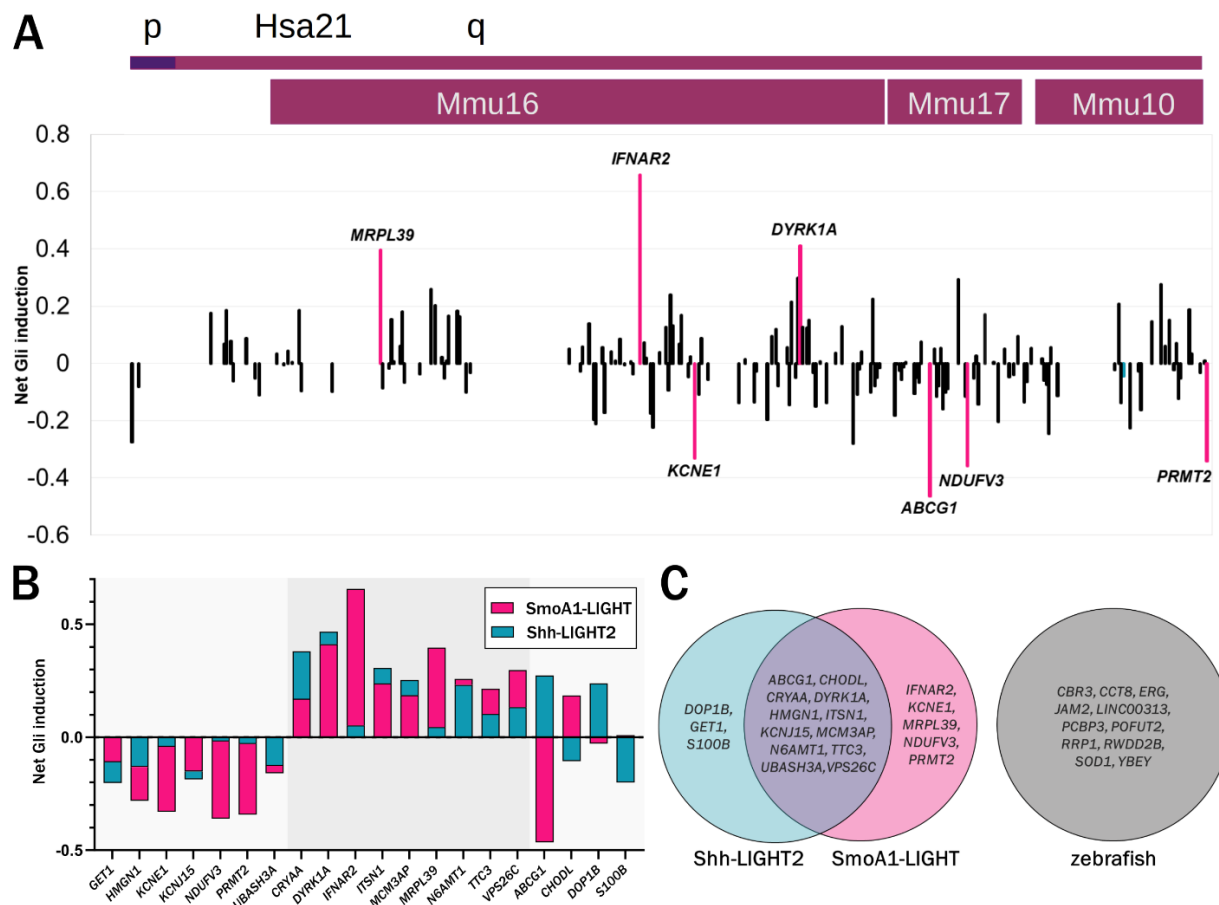 A
p Hsa21 q
Mmu16 Mmu17 Mmu10
Net Gli induction
0.8
0.6
0.4
0.2
0
-0.2
-0.4
-0.6
IFNAR2
MRPL39
DYRK1A
KCNE1
NDUFV3
PRMT2
ABCG1
B
Net Gli induction
0.5
0.0
-0.5
SmoA1-LIGHT
Shh-LIGHT2
GET1
HMGN1
KCNE1
KCNJ15
NDUFV3
PRMT2
UBASH3A
CRYAA
DYRK1A
IFNAR2
ITSN1
MCM3AP
MRPL39
N6AMT1
TTC3
VPS26C
ABCG1
CHODL
DOP1B
S100B
C
DOP1B,
GET1,
S100B
ABCG1, CHODL,
CRYAA, DYRK1A,
HMGN1, ITSN1,
KCNJ15, MCM3AP,
N6AMT1, TTC3,
UBASH3A,VPS26C
IFNAR2,
KCNE1,
MRPL39,
NDUFV3,
PRMT2
CBR3, CCT8, ERG,
JAM2, LINC00313,
PCBP3, POFUT2,
RRP1, RWDD2B,
SOD1, YBEY
Shh-LIGHT2
SmoA1-LIGHT
zebrafish